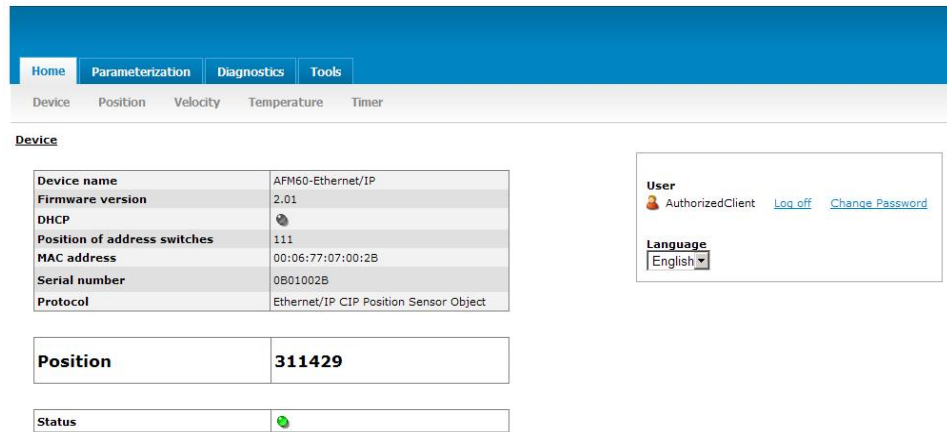 Home Parameterization Diagnostics Tools
Device Position Velocity Temperature Timer
Device
Device name AFM60-Ethernet/IP
Firmware version 2.01
DHCP
Position of address switches 111
MAC address 00:06:77:07:00:2B
Serial number 0B01002B
Protocol Ethernet/IP CIP Position Sensor Object
Position 311429
Status
User
AuthorizedClient Log off Change Password
Language
English